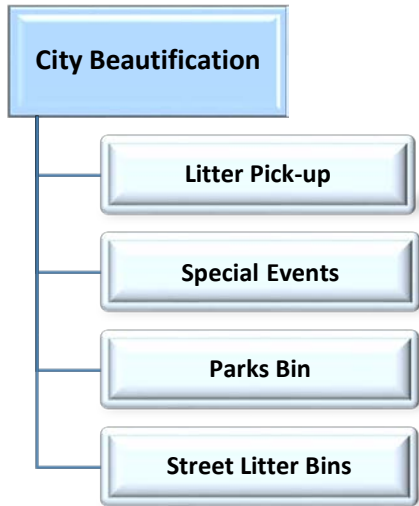 City Beautification
Litter Pick-up
Special Events
Parks Bin
Street Litter Bins